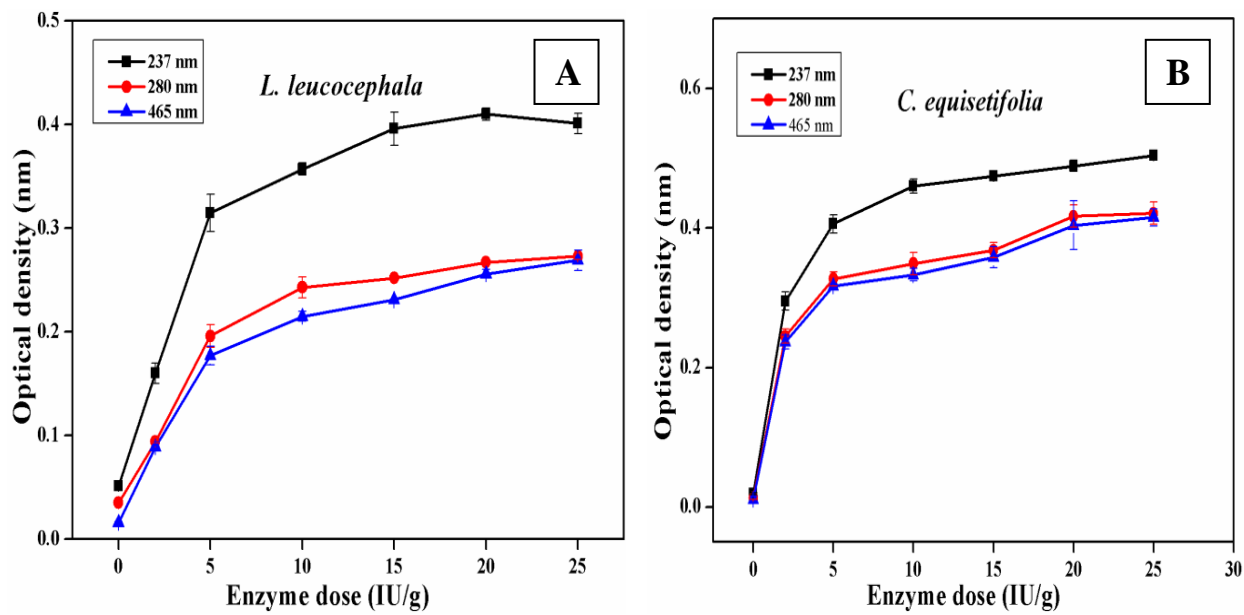 A
237 nm
280 nm
465 nm
L. leucocephala
Optical density (nm)
0.5
0.4
0.3
0.2
0.1
0.0
0 5 10 15 20 25
Enzyme dose (IU/g)
B
237 nm
280 nm
465 nm
C. equisetifolia
Optical density (nm)
0.6
0.4
0.2
0.0
0 5 10 15 20 25 30
Enzyme dose (IU/g)